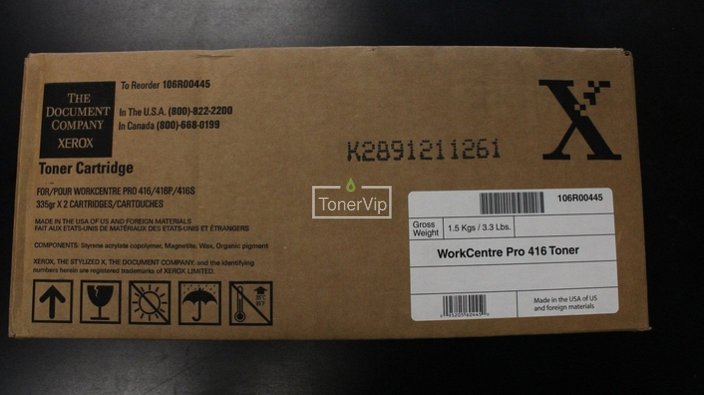 THE
DOCUMENT
COMPANY
XEROX
To Reorder 106R00445
In The U.S.A. (800)-822-2200
In Canada (800)-668-0199
Toner Cartridge
FOR/POUR WORKCENTRE PRO 416/416P/416S
335gr X 2 CARTRIDGES/CARTOUCHES
MADE IN THE USA OF US AND FOREIGN MATERIALS
FAIT AUX ETATS-UNIS DE MATÉRIAUX DES ETATS-UNIS ET ÉTRANGERS
COMPONENTS: Styrene acrylate copolymer, Magnetite, Wax, Organic pigment
XEROX, THE STYLIZED X, THE DOCUMENT COMPANY, and the identifying
numbers herein are registered trademarks of XEROX LIMITED.
K2891211261
X
TonerVip
106R00445
Gross
Weight
1.5 Kgs / 3.3 Lbs.
WorkCentre Pro 416 Toner
Made in the USA of US
and foreign materials